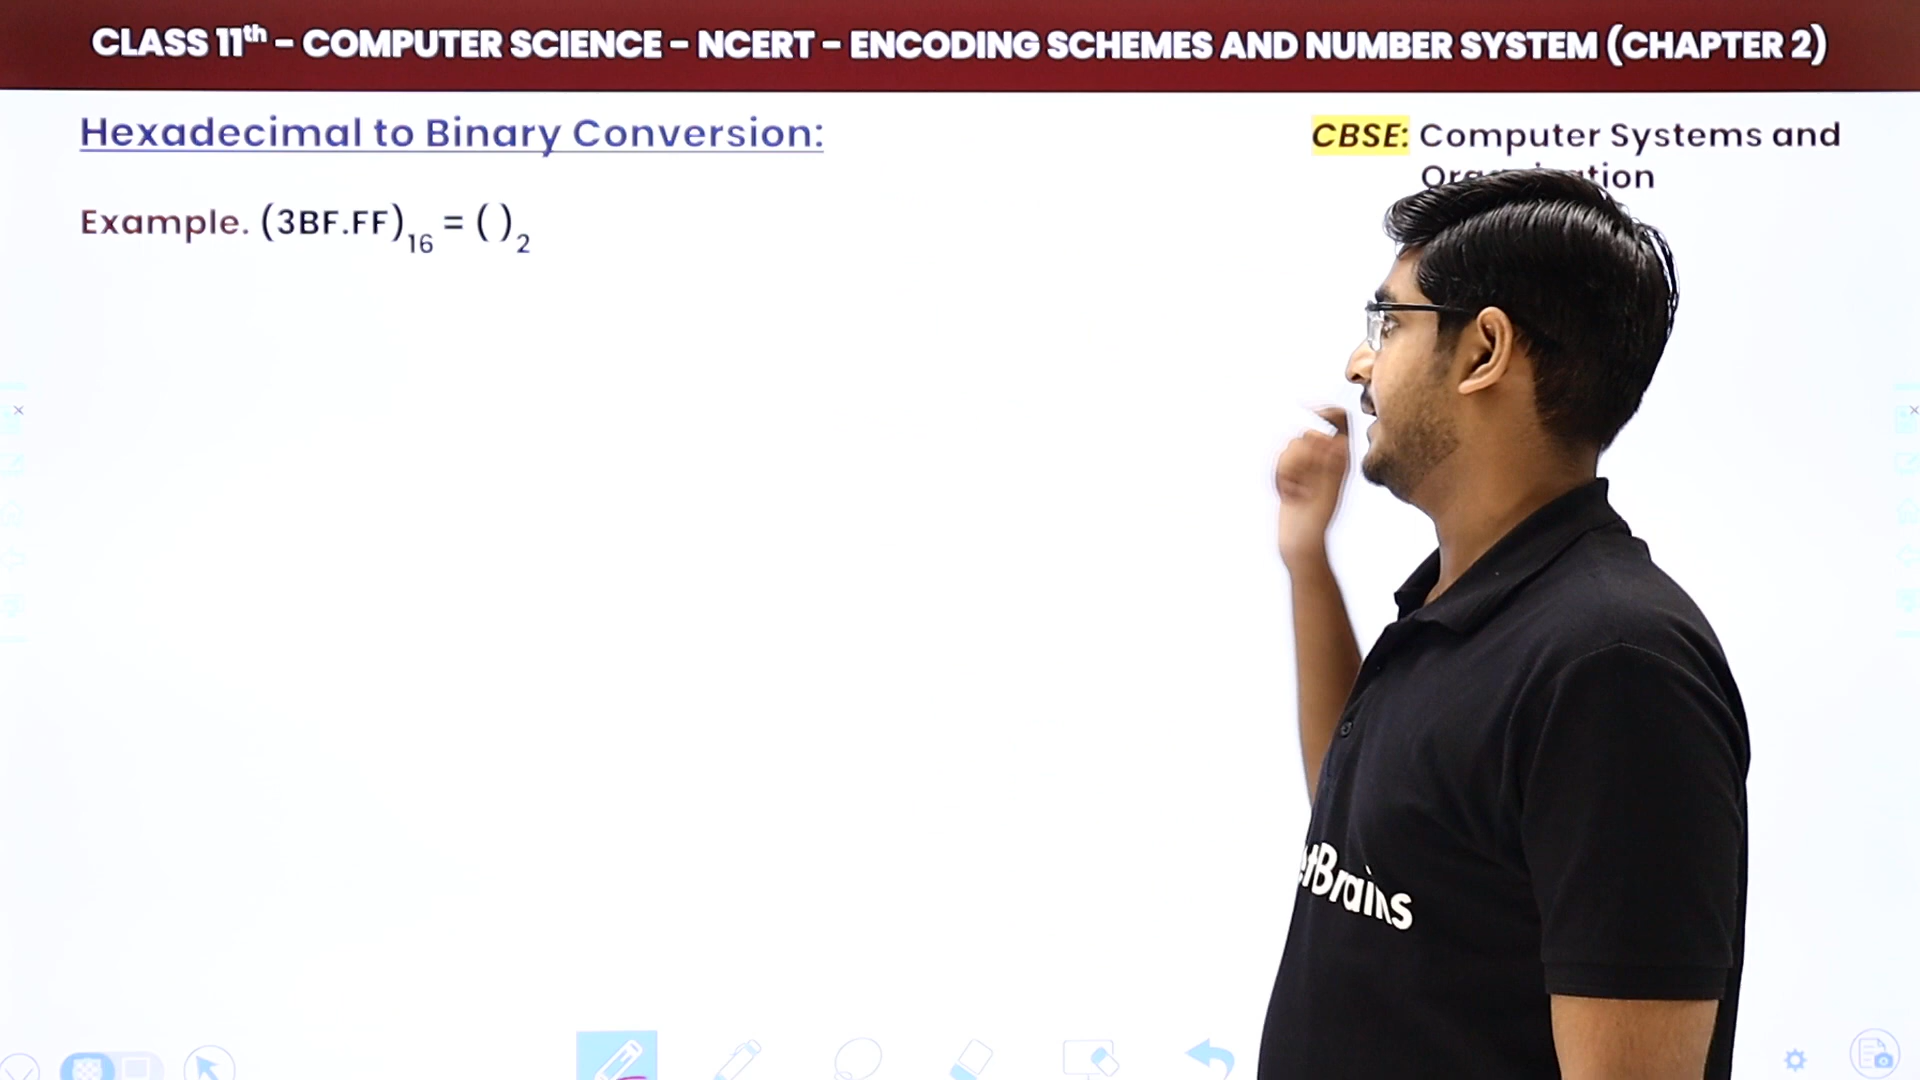 CLASS 11th – COMPUTER SCIENCE – NCERT – ENCODING SCHEMES AND NUMBER SYSTEM (CHAPTER 2)
Hexadecimal to Binary Conversion:
CBSE: Computer Systems and
Example. (3BF.FF)16 = ( )2